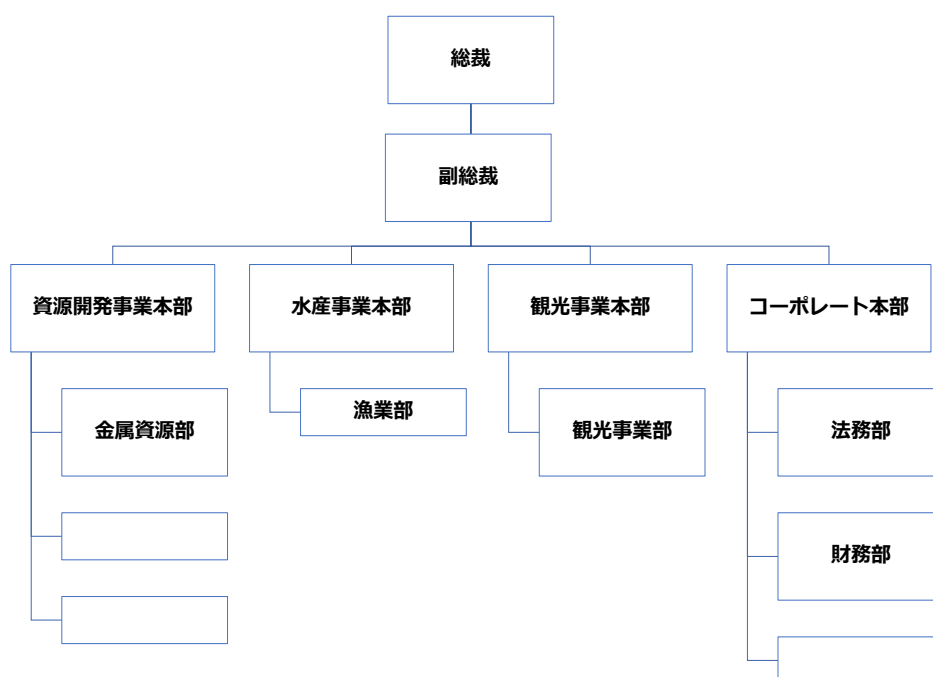 総裁
副総裁
資源開発事業本部
水産事業本部
観光事業本部
コーポレート本部
金属資源部
漁業部
観光事業部
法務部
財務部